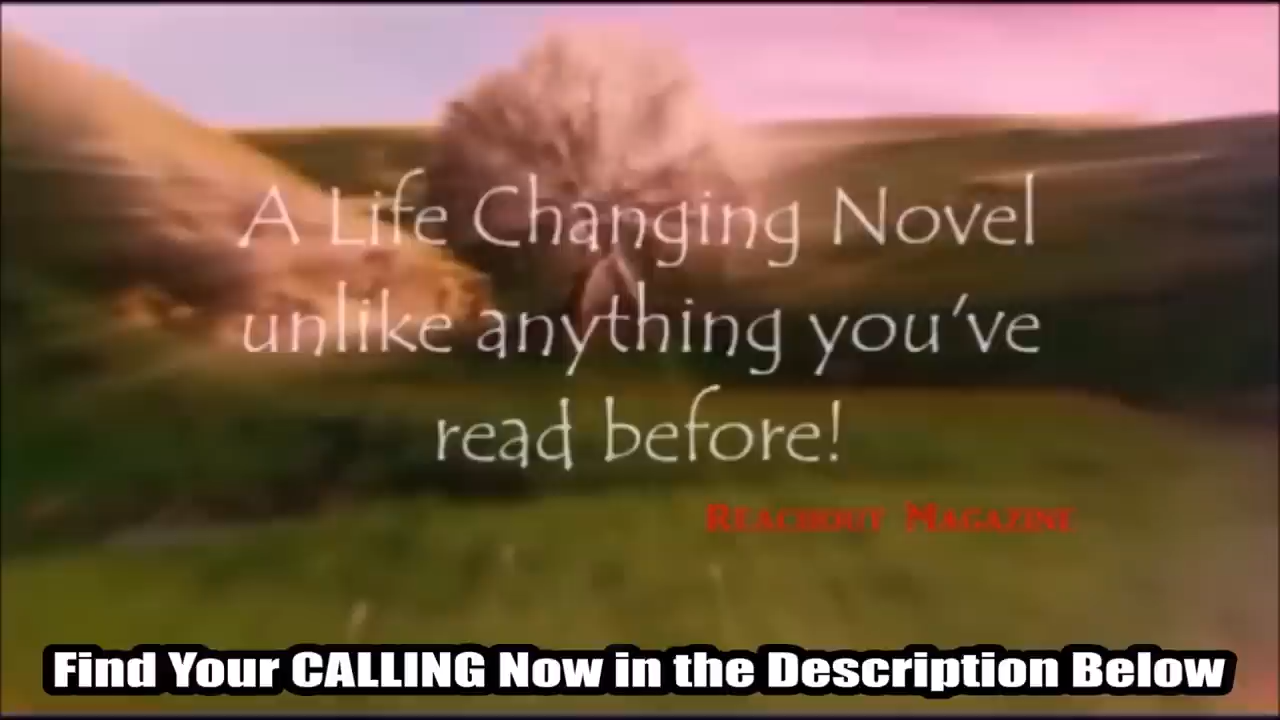 A Life Changing Novel
unlike anything you've
read before!
Reachout Magazine
Find Your CALLING Now in the Description Below